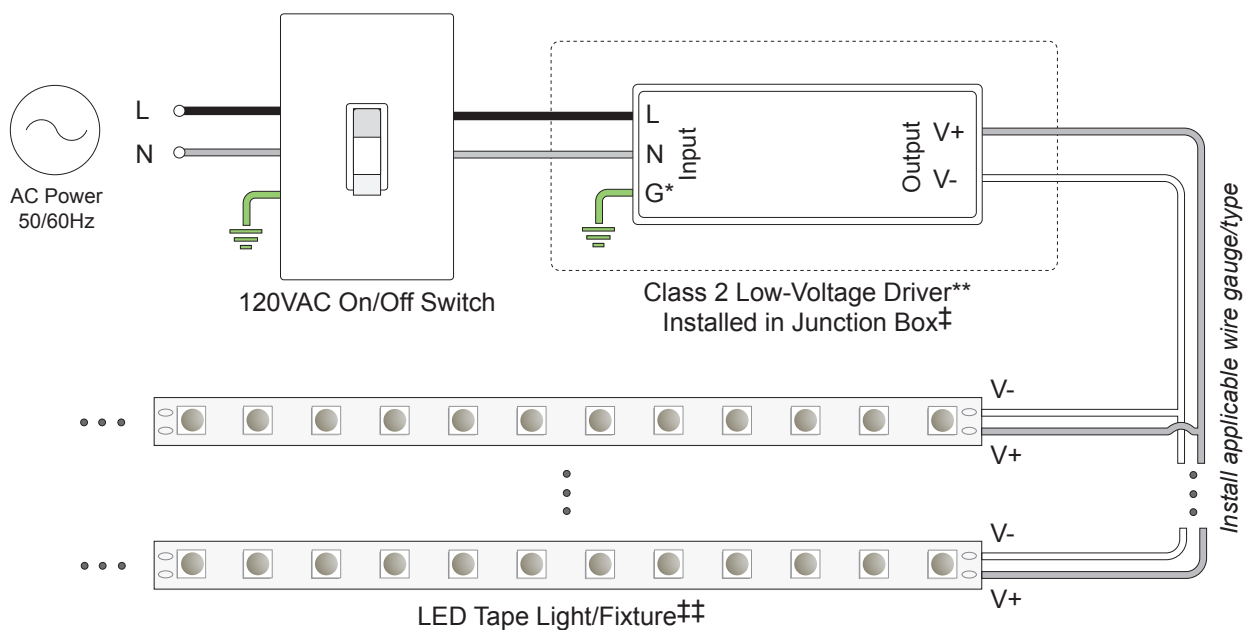 L
N
AC Power
50/60Hz
120VAC On/Off Switch
L
N
G*
Input
Output
V+
V-
Class 2 Low-Voltage Driver**
Installed in Junction Box‡
Install applicable wire gauge/type
V-
V+
V-
V+
LED Tape Light/Fixture‡‡